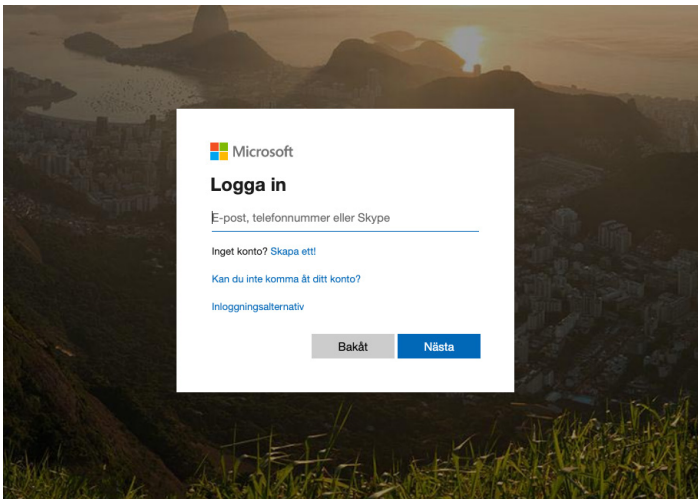 Microsoft
Logga in
E-post, telefonnummer eller Skype
Inget konto? Skapa ett!
Kan du inte komma åt ditt konto?
Inloggningsalternativ
Bakåt Nästa